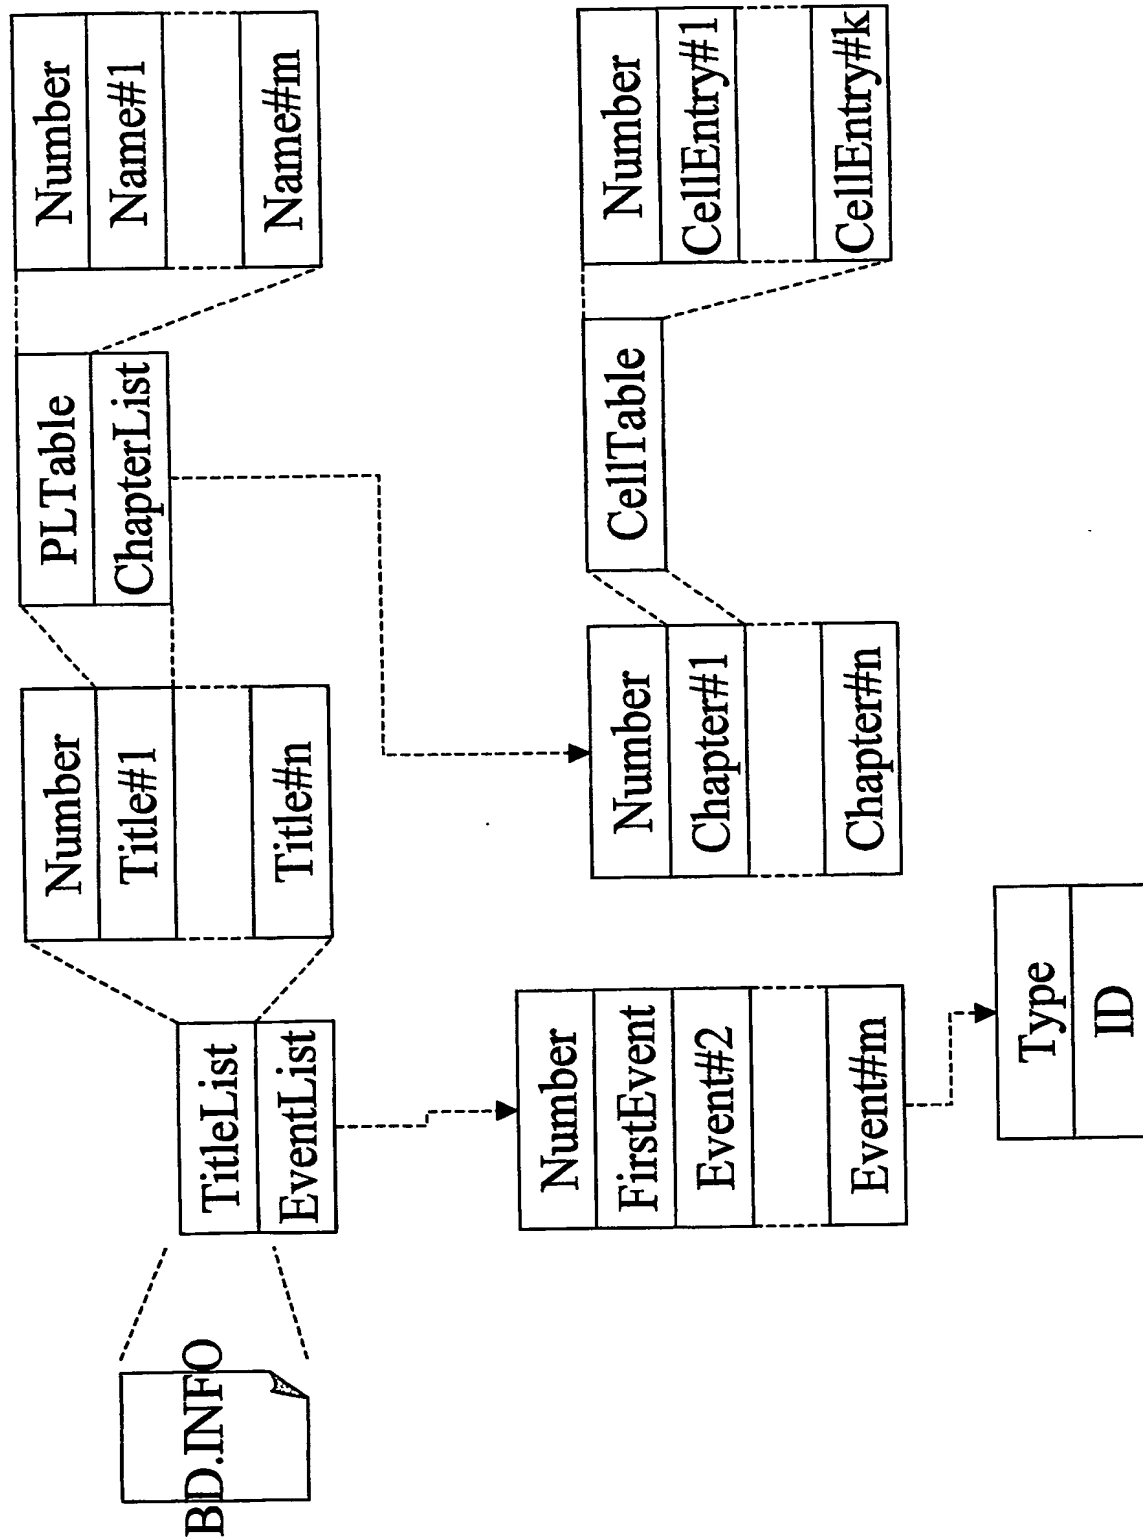 BD.INFO
TitleList
EventList
Number
Title#1
Title#n
PLTable
ChapterList
Number
Name#1
Name#m
Number
FirstEvent
Event#2
Event#m
Type
ID
Number
Chapter#1
Chapter#n
CellTable
Number
CellEntry#1
CellEntry#k